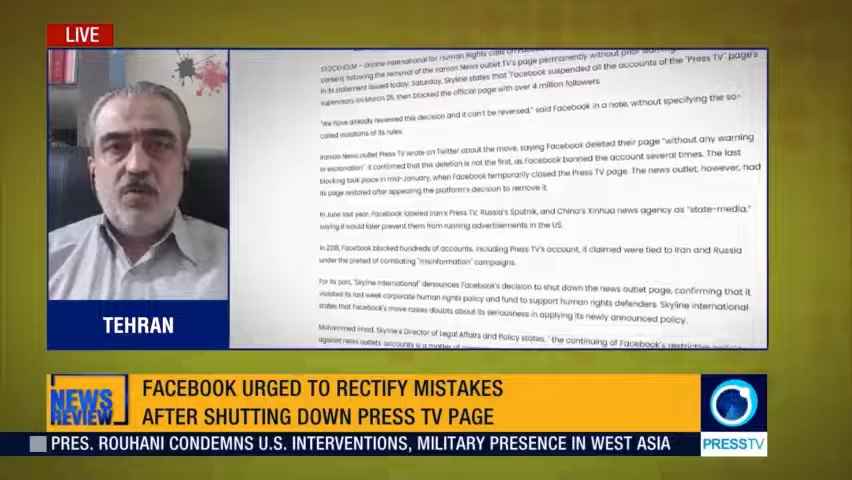 LIVE
STOCKHOLM – Skyline International for Human Rights calls on
content following the removal of the Iranian News outlet TV's page permanently without prior warning.
In its statement issued today, Saturday, Skyline states that "Facebook suspended all the accounts of the "Press TV" page's
supervisors on March 26, then blocked the official page with over 4 million followers
"We have already reviewed this decision and it can't be reversed," said Facebook in a note, without specifying the so-
called violations of its rules.
Iranian News outlet Press TV wrote on Twitter about the move, saying Facebook deleted their page "without any warning
or explanation". It confirmed that this deletion is not the first, as Facebook banned the account several times. The last
blocking took place in mid-January, when Facebook temporarily closed the Press TV page. The news outlet, however, had
its page restored after appealing the platform's decision to remove it.
In June last year, Facebook labeled Iran's Press TV, Russia's Sputnik, and China's Xinhua news agency as "state-media,"
saying it would later prevent them from running advertisements in the US.
In 2018, Facebook blocked hundreds of accounts, including Press TV's account, it claimed were tied to Iran and Russia
under the pretext of combating "misinformation" campaigns.
For its part, "Skyline International" denounces Facebook's decision to shut down the news outlet page, confirming that it
violated its last week corporate human rights policy and fund to support human rights defenders. Skyline international
states that Facebook's move raises doubts about its seriousness in applying its newly announced policy.
Mohammed Imad, Skyline's Director of Legal Affairs and Policy states, "the continuing of Facebook's restrictive
against news outlets' accounts is a matter of
TEHRAN
NEWS
REVIEW
FACEBOOK URGED TO RECTIFY MISTAKES
AFTER SHUTTING DOWN PRESS TV PAGE
PRESS TV
PRES. ROUHANI CONDEMNS U.S. INTERVENTIONS, MILITARY PRESENCE IN WEST ASIA